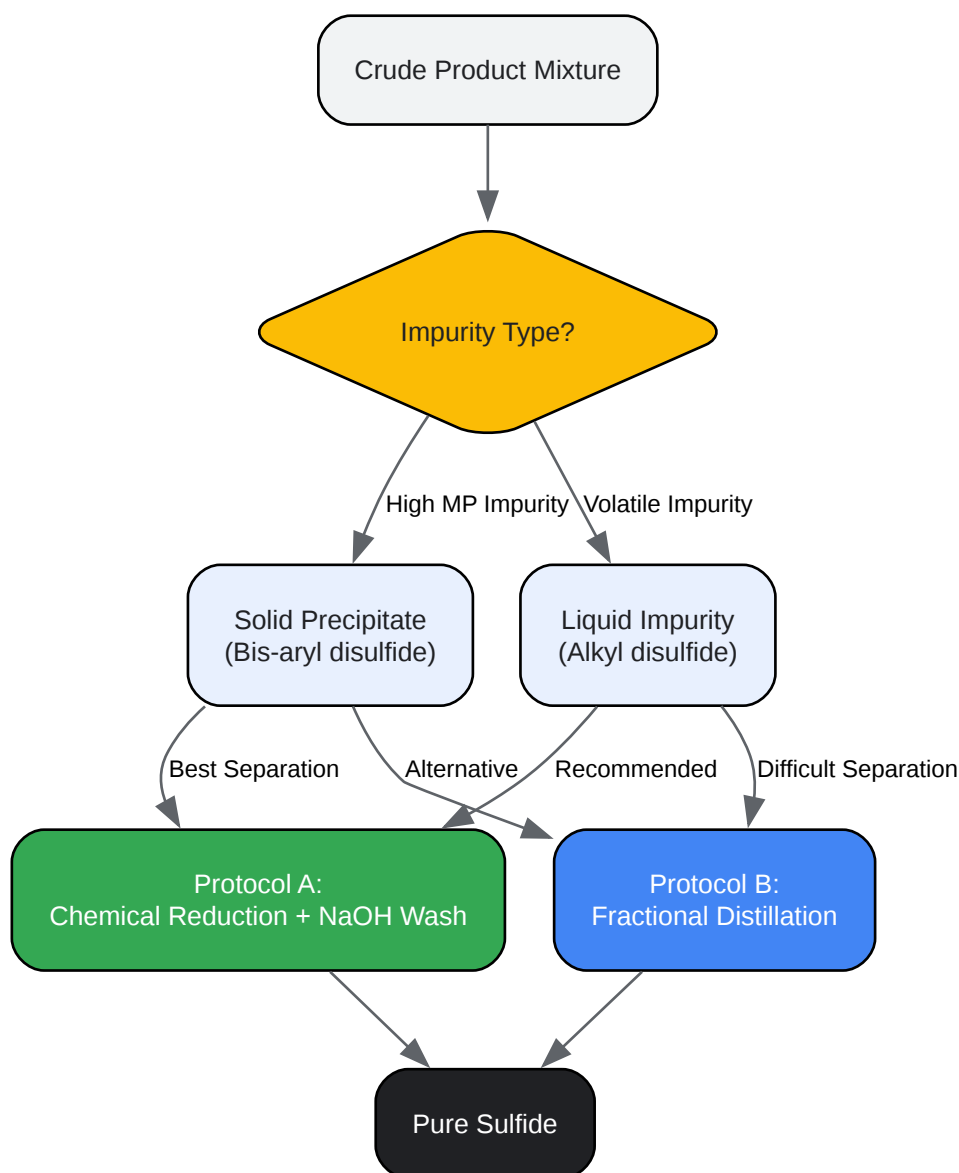 Crude Product Mixture
Impurity Type?
High MP Impurity
Volatile Impurity
Solid Precipitate
(Bis-aryl disulfide)
Liquid Impurity
(Alkyl disulfide)
Best Separation
Alternative
Recommended
Difficult Separation
Protocol A:
Chemical Reduction + NaOH Wash
Protocol B:
Fractional Distillation
Pure Sulfide